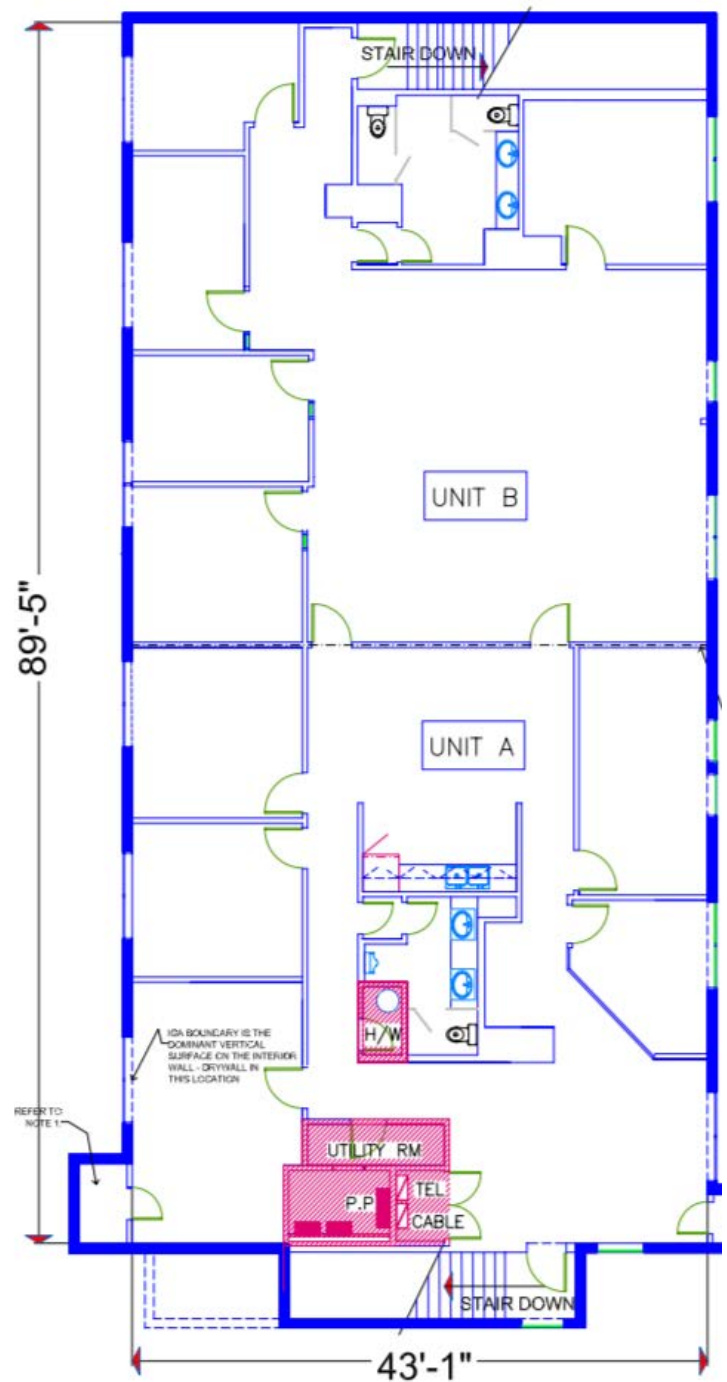 STAIR DOWN
89'-5"
UNIT B
UNIT A
IGA BOUNDARY IS THE
DOMINANT VERTICAL
SURFACE ON THE INTERIOR
WALL - DRYWALL IN
THIS LOCATION
H/W
REFER TO
NOTE 1.
UTILITY RM
P.P
TEL
CABLE
STAIR DOWN
43'-1"